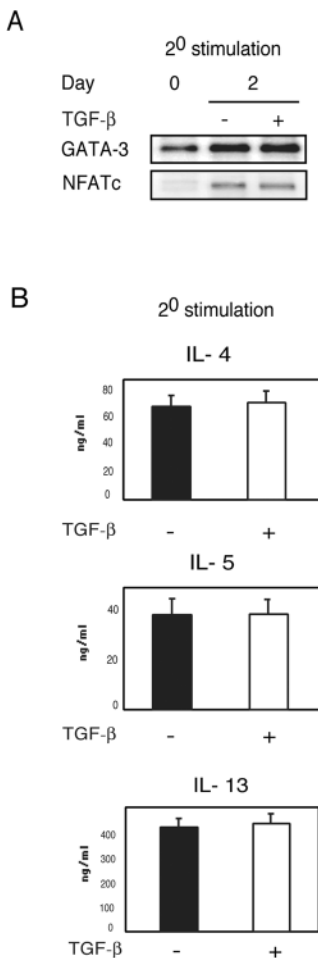 A
2⁰ stimulation
Day 0 2
TGF-β - +
GATA-3
NFATc
B
2⁰ stimulation
IL- 4
80
60
40
20
0
ng/ml
TGF-β - +
IL- 5
40
20
0
ng/ml
TGF-β - +
IL- 13
400
300
200
100
0
ng/ml
TGF-β - +